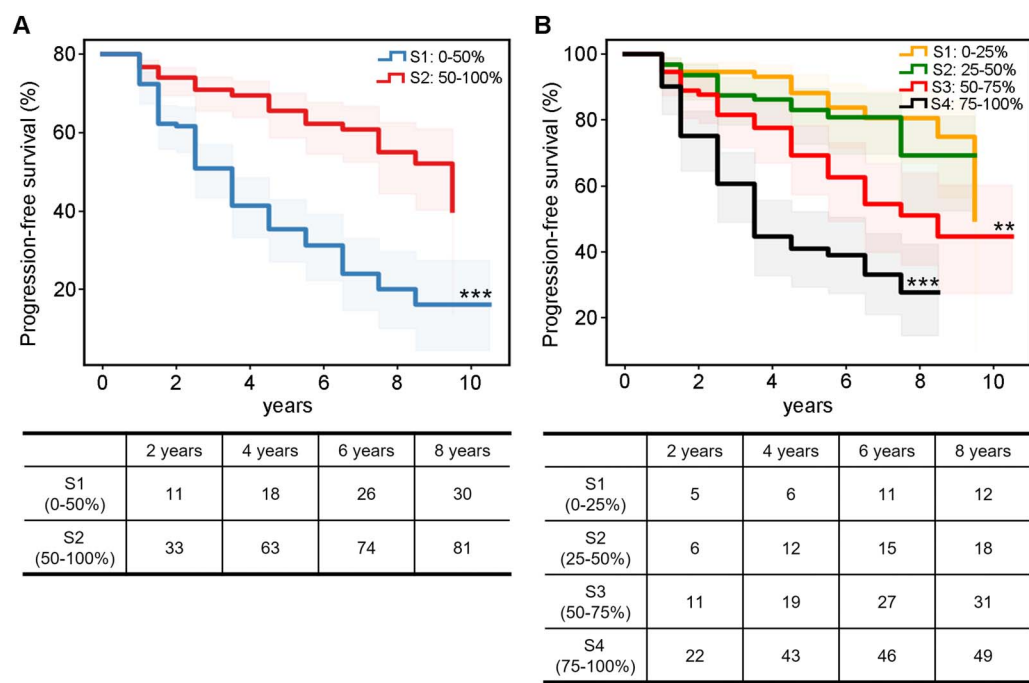 A
Progression-free survival (%)
80
60
40
20
S1: 0-50%
S2: 50-100%
***
0 2 4 6 8 10
years
2 years 4 years 6 years 8 years
S1 (0-50%) 11 18 26 30
S2 (50-100%) 33 63 74 81
B
Progression-free survival (%)
100
80
60
40
20
S1: 0-25%
S2: 25-50%
S3: 50-75%
S4: 75-100%
**
***
0 2 4 6 8 10
years
2 years 4 years 6 years 8 years
S1 (0-25%) 5 6 11 12
S2 (25-50%) 6 12 15 18
S3 (50-75%) 11 19 27 31
S4 (75-100%) 22 43 46 49